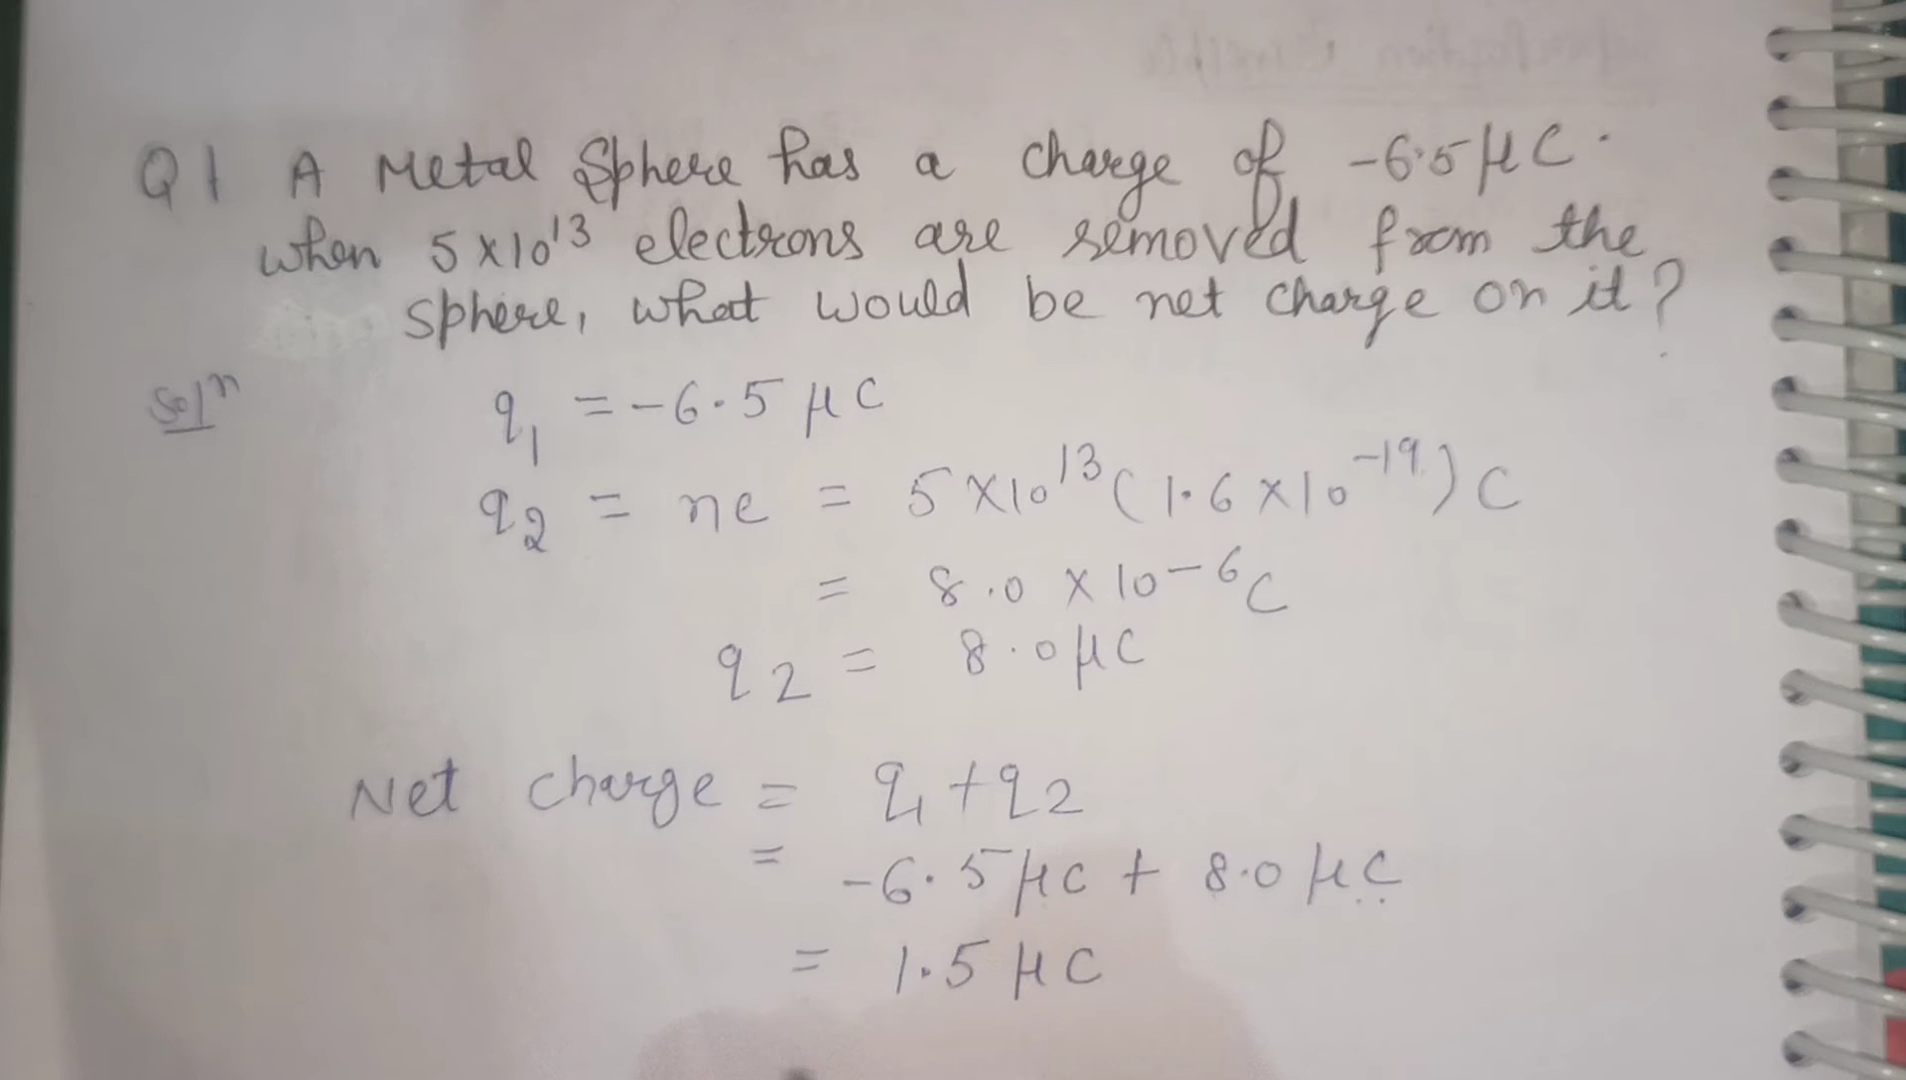 Q1 A Metal Sphere has a charge of -6.5 μC.
when 5×10¹³ electrons are removed from the
sphere, what would be net charge on it?
Solⁿ q₁ = -6.5 μC
q₂ = ne = 5×10¹³ (1.6×10⁻¹⁹) C
= 8.0 × 10⁻⁶ C
q₂ = 8.0 μC
Net charge = q₁ + q₂
= -6.5 μC + 8.0 μC
= 1.5 μC